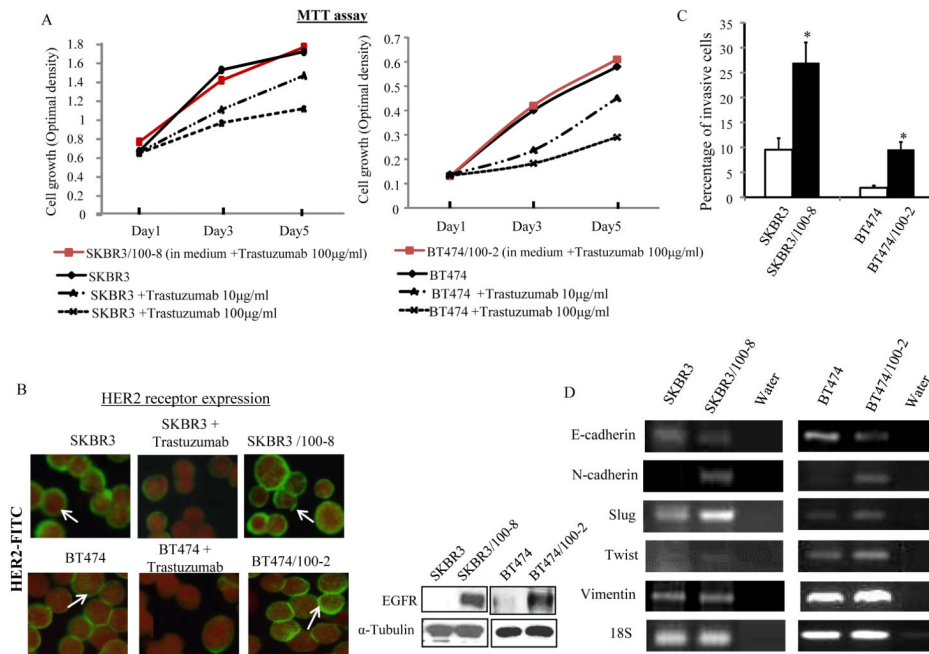 A
MTT assay
Cell growth (Optimal density)
1.8
1.6
1.4
1.2
1
0.8
0.6
0.4
0.2
0
Day1 Day3 Day5
SKBR3/100-8 (in medium +Trastuzumab 100µg/ml)
SKBR3
SKBR3 +Trastuzumab 10µg/ml
SKBR3 +Trastuzumab 100µg/ml
Cell growth (Optimal density)
0.7
0.6
0.5
0.4
0.3
0.2
0.1
0
Day1 Day3 Day5
BT474/100-2 (in medium +Trastuzumab 100µg/ml)
BT474
BT474 +Trastuzumab 10µg/ml
BT474 +Trastuzumab 100µg/ml
C
Percentage of invasive cells
35
30
25
20
15
10
5
0
*
*
SKBR3
SKBR3/100-8
BT474
BT474/100-2
B
HER2 receptor expression
HER2-FITC
SKBR3
SKBR3 +
Trastuzumab
SKBR3 /100-8
BT474
BT474 +
Trastuzumab
BT474/100-2
SKBR3
SKBR3/100-8
BT474
BT474/100-2
EGFR
α-Tubulin
D
SKBR3
SKBR3/100-8
Water
BT474
BT474/100-2
Water
E-cadherin
N-cadherin
Slug
Twist
Vimentin
18S